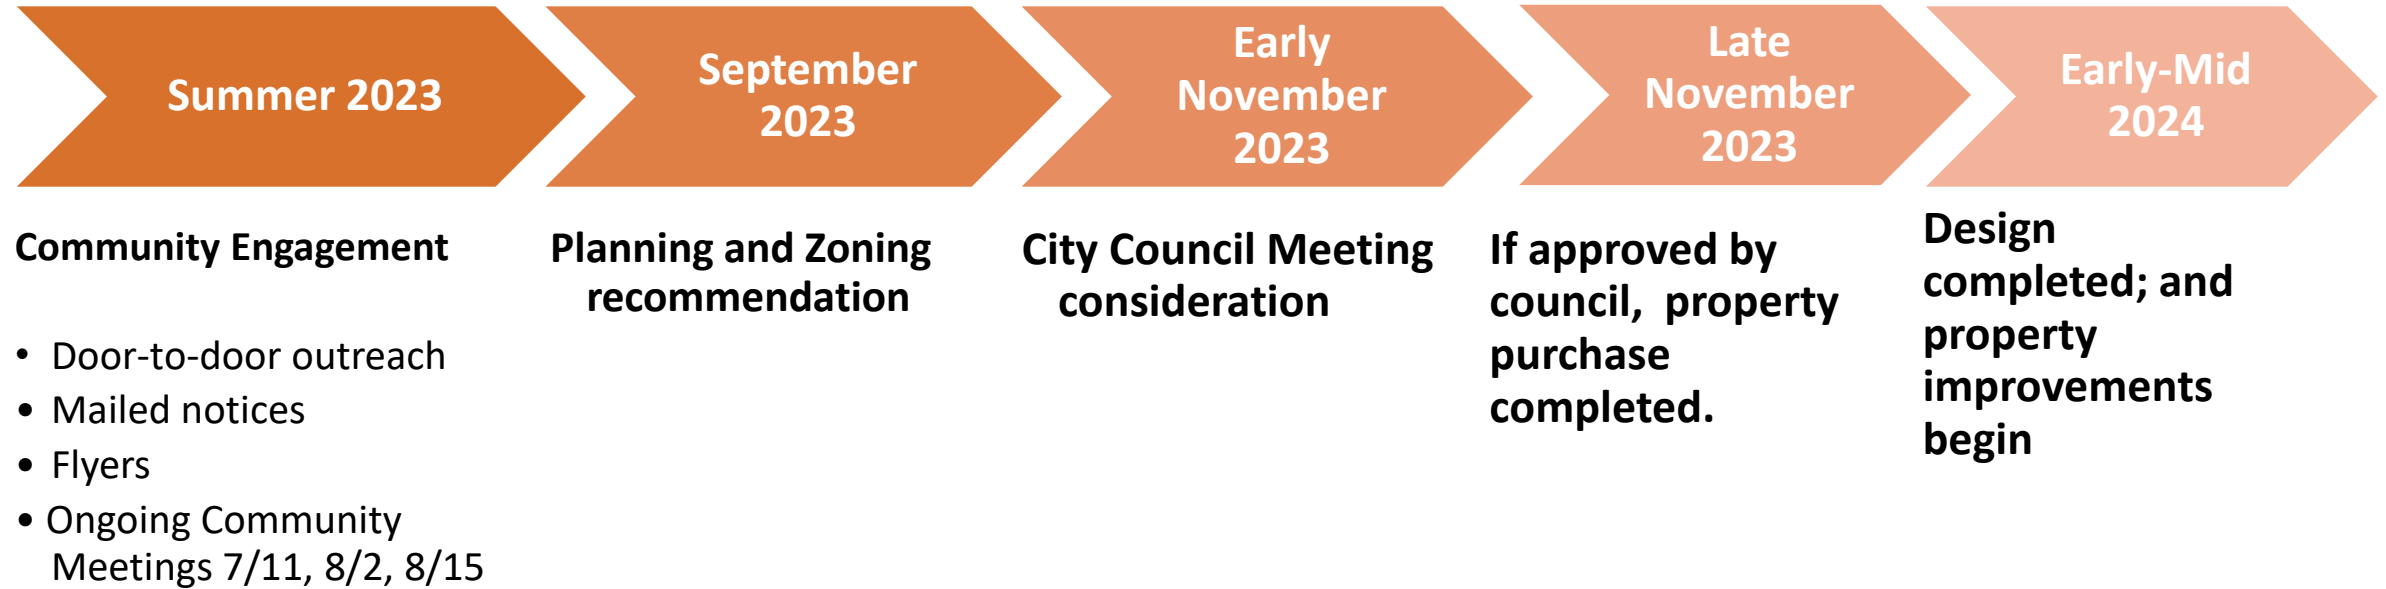 Summer 2023
September
2023
Early
November
2023
Late
November
2023
Early-Mid
2024
Community Engagement
• Door-to-door outreach
• Mailed notices
• Flyers
• Ongoing Community
Meetings 7/11, 8/2, 8/15
Planning and Zoning
recommendation
City Council Meeting
consideration
If approved by
council,  property
purchase
completed.
Design
completed; and
property
improvements
begin